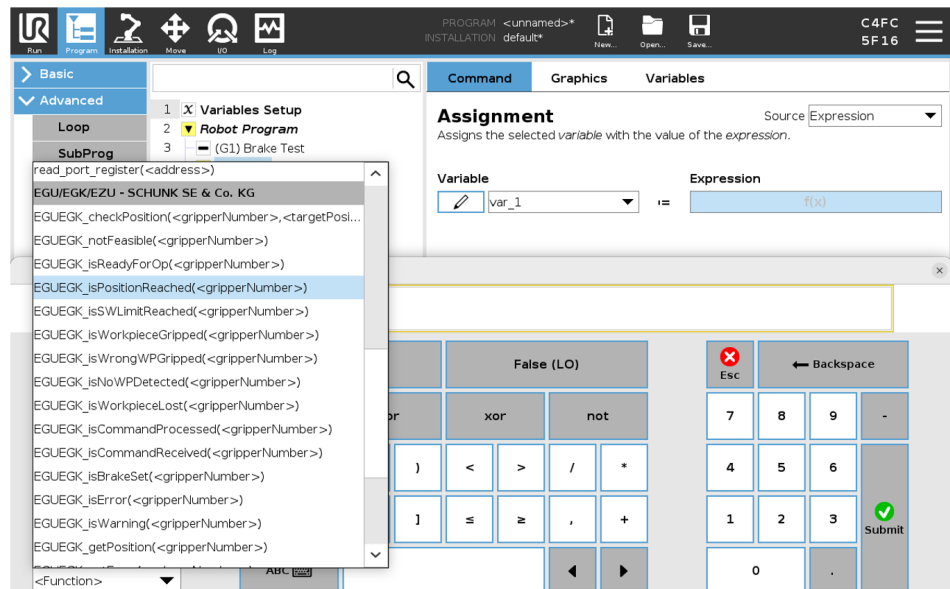 PROGRAM <unnamed>*
INSTALLATION default*
C4FC
5F16
Run Program Installation Move I/O Log New... Open... Save...
Basic
Advanced
Loop
SubProg
1 X Variables Setup
2 Robot Program
3 (G1) Brake Test
Command Graphics Variables
Assignment
Source Expression
Assigns the selected variable with the value of the expression.
Variable Expression
var_1 := f(x)
read_port_register(<address>)
EGU/EGK/EZU - SCHUNK SE & Co. KG
EGUEGK_checkPosition(<gripperNumber>,<targetPosi...
EGUEGK_notFeasible(<gripperNumber>)
EGUEGK_isReadyForOp(<gripperNumber>)
EGUEGK_isPositionReached(<gripperNumber>)
EGUEGK_isSWLimitReached(<gripperNumber>)
EGUEGK_isWorkpieceGripped(<gripperNumber>)
EGUEGK_isWrongWPGripped(<gripperNumber>)
EGUEGK_isNoWPDetected(<gripperNumber>)
EGUEGK_isWorkpieceLost(<gripperNumber>)
EGUEGK_isCommandProcessed(<gripperNumber>)
EGUEGK_isCommandReceived(<gripperNumber>)
EGUEGK_isBrakeSet(<gripperNumber>)
EGUEGK_isError(<gripperNumber>)
EGUEGK_isWarning(<gripperNumber>)
EGUEGK_getPosition(<gripperNumber>)
<Function>
False (LO)
Esc
Backspace
xor not
7 8 9 -
) < > / *
4 5 6
] ≤ ≥ , +
1 2 3
Submit
ABC
0 .